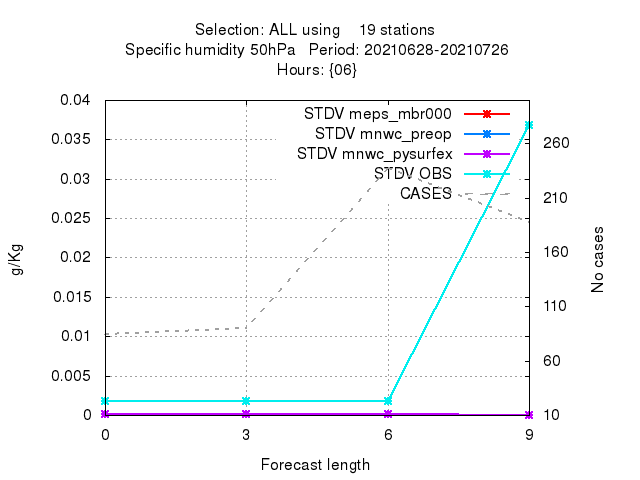 Selection: ALL using    19 stations
Specific humidity 50hPa   Period: 20210628-20210726
Hours: {06}
0.04
STDV meps_mbr000
0.035
STDV mnwc_preop
260
STDV mnwc_pysurfex
0.03
STDV OBS
CASES
210
0.025
0.02
160
g/Kg
No cases
0.015
110
0.01
60
0.005
0
10
0
3
6
9
Forecast length